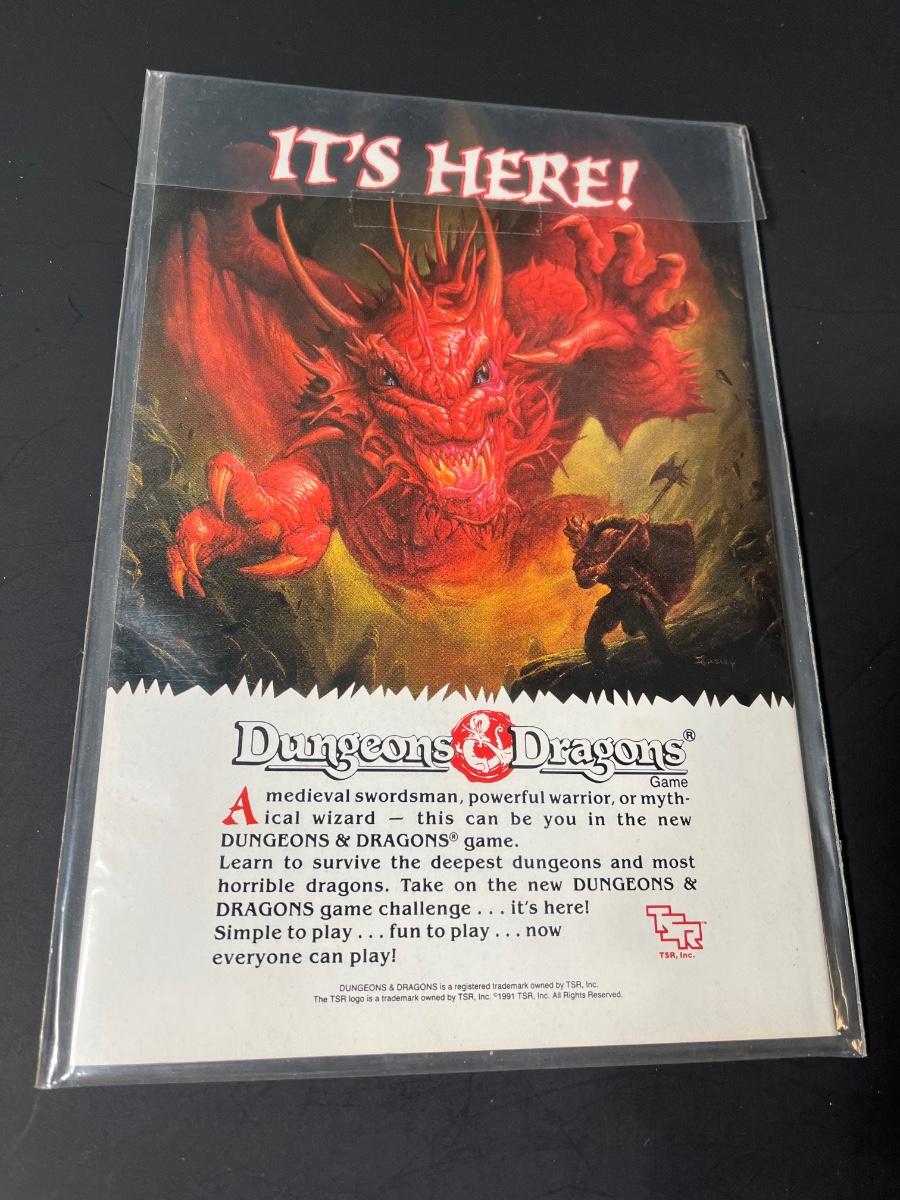 IT'S HERE!
Easley
Dungeons & Dragons®
Game
A medieval swordsman, powerful warrior, or myth-
ical wizard — this can be you in the new
DUNGEONS & DRAGONS® game.
Learn to survive the deepest dungeons and most
horrible dragons. Take on the new DUNGEONS &
DRAGONS game challenge . . . it's here!
Simple to play . . . fun to play . . . now
everyone can play!
TSR™
TSR, Inc.
DUNGEONS & DRAGONS is a registered trademark owned by TSR, Inc.
The TSR logo is a trademark owned by TSR, Inc. ©1991 TSR, Inc. All Rights Reserved.